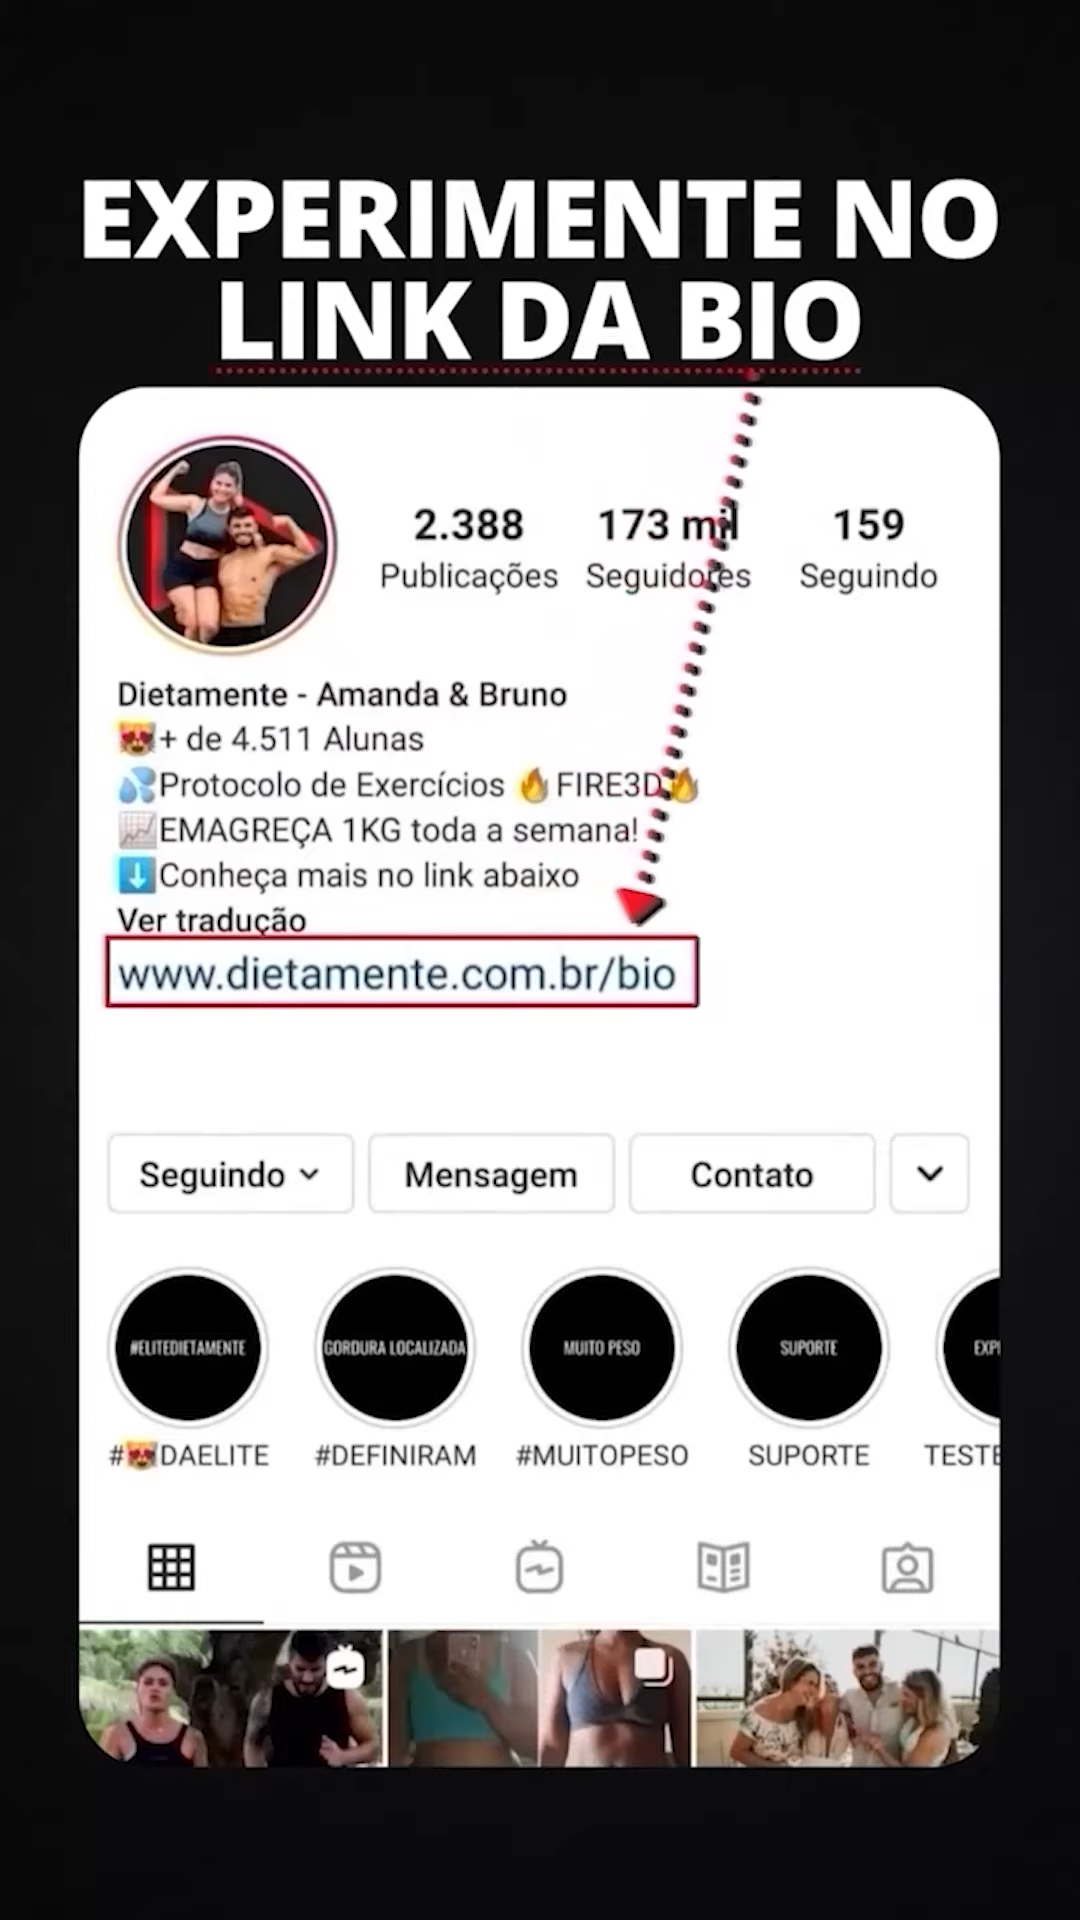 EXPERIMENTE NO
LINK DA BIO
2.388
173 mil
159
Publicações
Seguidores
Seguindo
Dietamente - Amanda & Bruno
😻+ de 4.511 Alunas
💦Protocolo de Exercícios 🔥FIRE3D🔥
📈EMAGREÇA 1KG toda a semana!
⬇️Conheça mais no link abaixo
Ver tradução
www.dietamente.com.br/bio
Seguindo
Mensagem
Contato
#ELITEDIETAMENTE
GORDURA LOCALIZADA
MUITO PESO
SUPORTE
#😻DAELITE
#DEFINIRAM
#MUITOPESO
SUPORTE